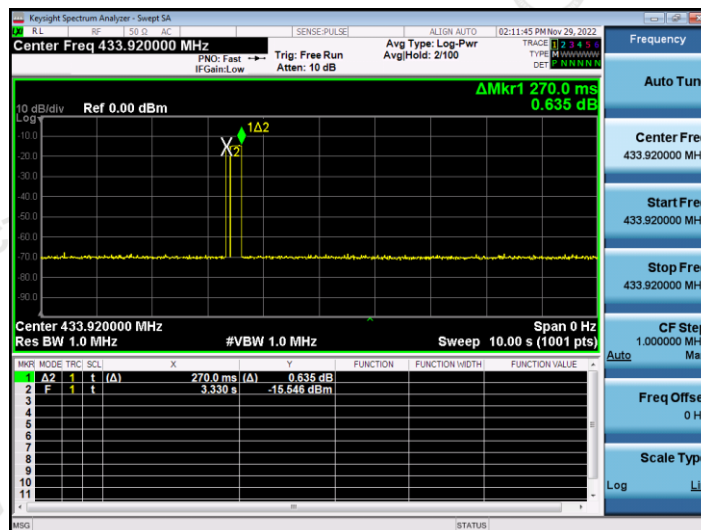 Keysight Spectrum Analyzer - Swept SA
RL RF 50 Ω AC SENSE:PULSE ALIGN AUTO 02:11:45 PM Nov 29, 2022
Center Freq 433.920000 MHz
PNO: Fast
IFGain:Low
Trig: Free Run
Atten: 10 dB
Avg Type: Log-Pwr
Avg|Hold: 2/100
TRACE 1 2 3 4 5 6
TYPE MWWWWW
DET P NNNNN
ΔMkr1 270.0 ms
0.635 dB
10 dB/div Ref 0.00 dBm
Log
1Δ2
X2
-10.0
-20.0
-30.0
-40.0
-50.0
-60.0
-70.0
-80.0
-90.0
Center 433.920000 MHz Span 0 Hz
Res BW 1.0 MHz #VBW 1.0 MHz Sweep 10.00 s (1001 pts)
MKR MODE TRC SCL X Y FUNCTION FUNCTION WIDTH FUNCTION VALUE
1 Δ2 1 t (Δ) 270.0 ms (Δ) 0.635 dB
2 F 1 t 3.330 s -15.546 dBm
3
4
5
6
7
8
9
10
11
MSG STATUS
Frequency
Auto Tun
Center Fre
433.920000 MH
Start Fre
433.920000 MH
Stop Fre
433.920000 MH
CF Step
1.000000 MH
Auto Ma
Freq Offse
0 H
Scale Typ
Log Li